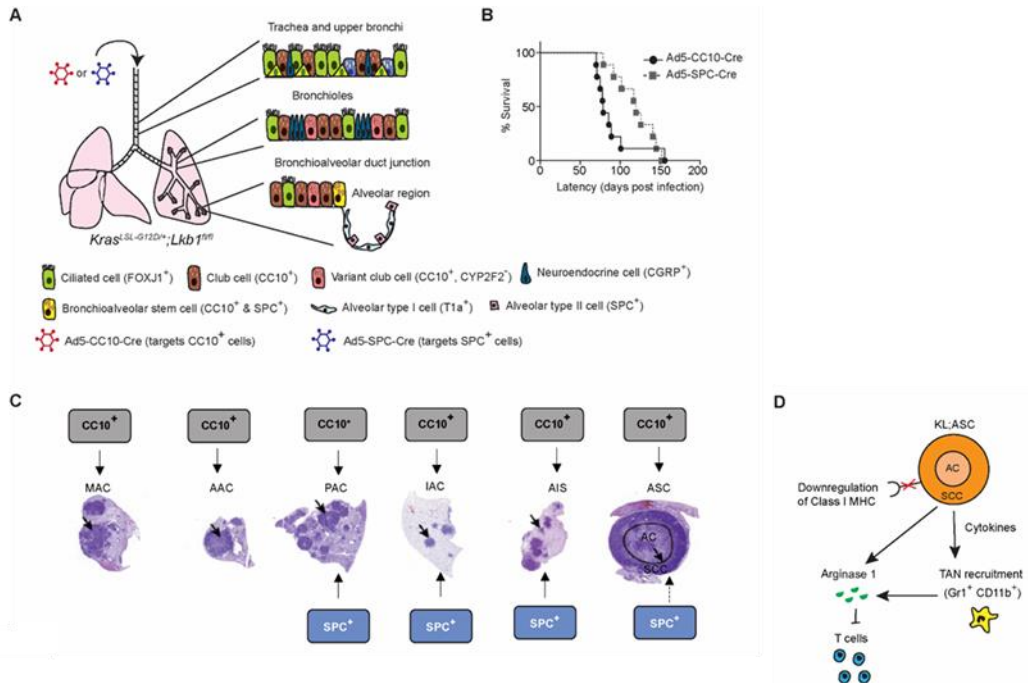 A
Trachea and upper bronchi
or
Bronchioles
Bronchioalveolar duct junction
Alveolar region
Kras^LSL-G12D/+;Lkb1^fl/fl
Ciliated cell (FOXJ1⁺)
Club cell (CC10⁺)
Variant club cell (CC10⁺, CYP2F2⁻)
Neuroendocrine cell (CGRP⁺)
Bronchioalveolar stem cell (CC10⁺ & SPC⁺)
Alveolar type I cell (T1a⁺)
Alveolar type II cell (SPC⁺)
Ad5-CC10-Cre (targets CC10⁺ cells)
Ad5-SPC-Cre (targets SPC⁺ cells)
B
% Survival
100
50
0
0 50 100 150 200
Latency (days post infection)
Ad5-CC10-Cre
Ad5-SPC-Cre
C
CC10⁺ CC10⁺ CC10⁺ CC10⁺ CC10⁺ CC10⁺
MAC AAC PAC IAC AIS ASC
AC
SCC
SPC⁺ SPC⁺ SPC⁺ SPC⁺
D
KL;ASC
AC
SCC
Downregulation
of Class I MHC
Cytokines
Arginase 1
TAN recruitment
(Gr1⁺ CD11b⁺)
T cells